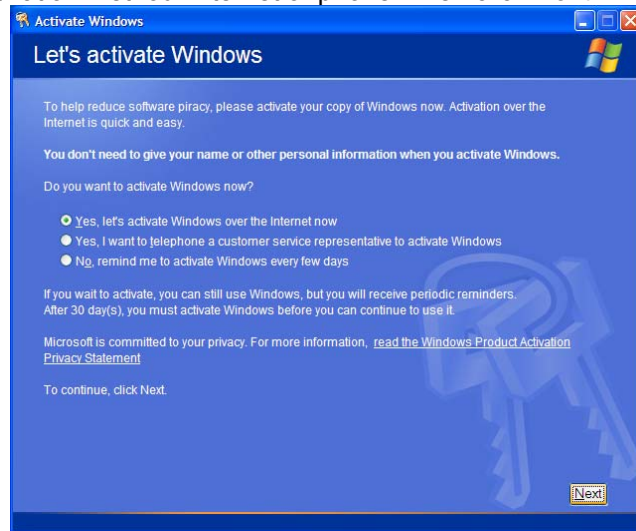 Activate Windows
Let's activate Windows
To help reduce software piracy, please activate your copy of Windows now. Activation over the
Internet is quick and easy.
You don't need to give your name or other personal information when you activate Windows.
Do you want to activate Windows now?
Yes, let's activate Windows over the Internet now
Yes, I want to telephone a customer service representative to activate Windows
No, remind me to activate Windows every few days
If you wait to activate, you can still use Windows, but you will receive periodic reminders.
After 30 day(s), you must activate Windows before you can continue to use it.
Microsoft is committed to your privacy. For more information, read the Windows Product Activation
Privacy Statement
To continue, click Next.
Next